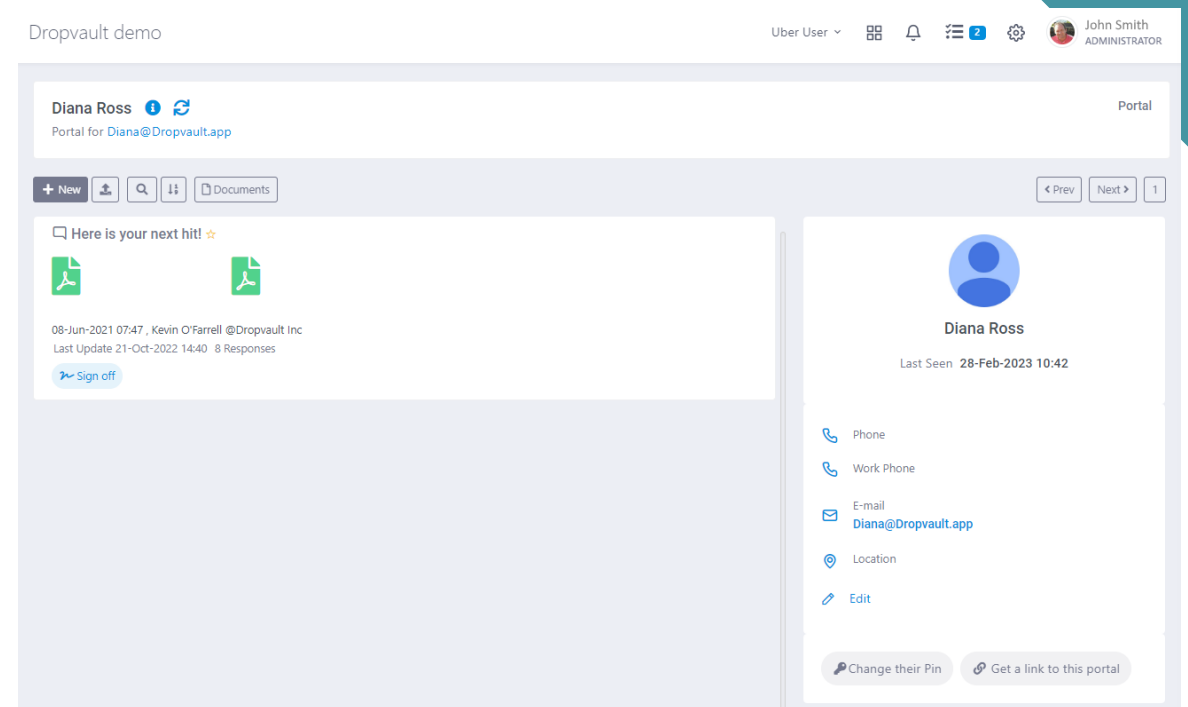 Dropvault demo
Uber User
2
John Smith
ADMINISTRATOR
Diana Ross
Portal
Portal for Diana@Dropvault.app
New
Documents
Prev
Next
1
Here is your next hit!
08-Jun-2021 07:47 , Kevin O'Farrell @Dropvault Inc
Last Update 21-Oct-2022 14:40 8 Responses
Sign off
Diana Ross
Last Seen 28-Feb-2023 10:42
Phone
Work Phone
E-mail
Diana@Dropvault.app
Location
Edit
Change their Pin
Get a link to this portal